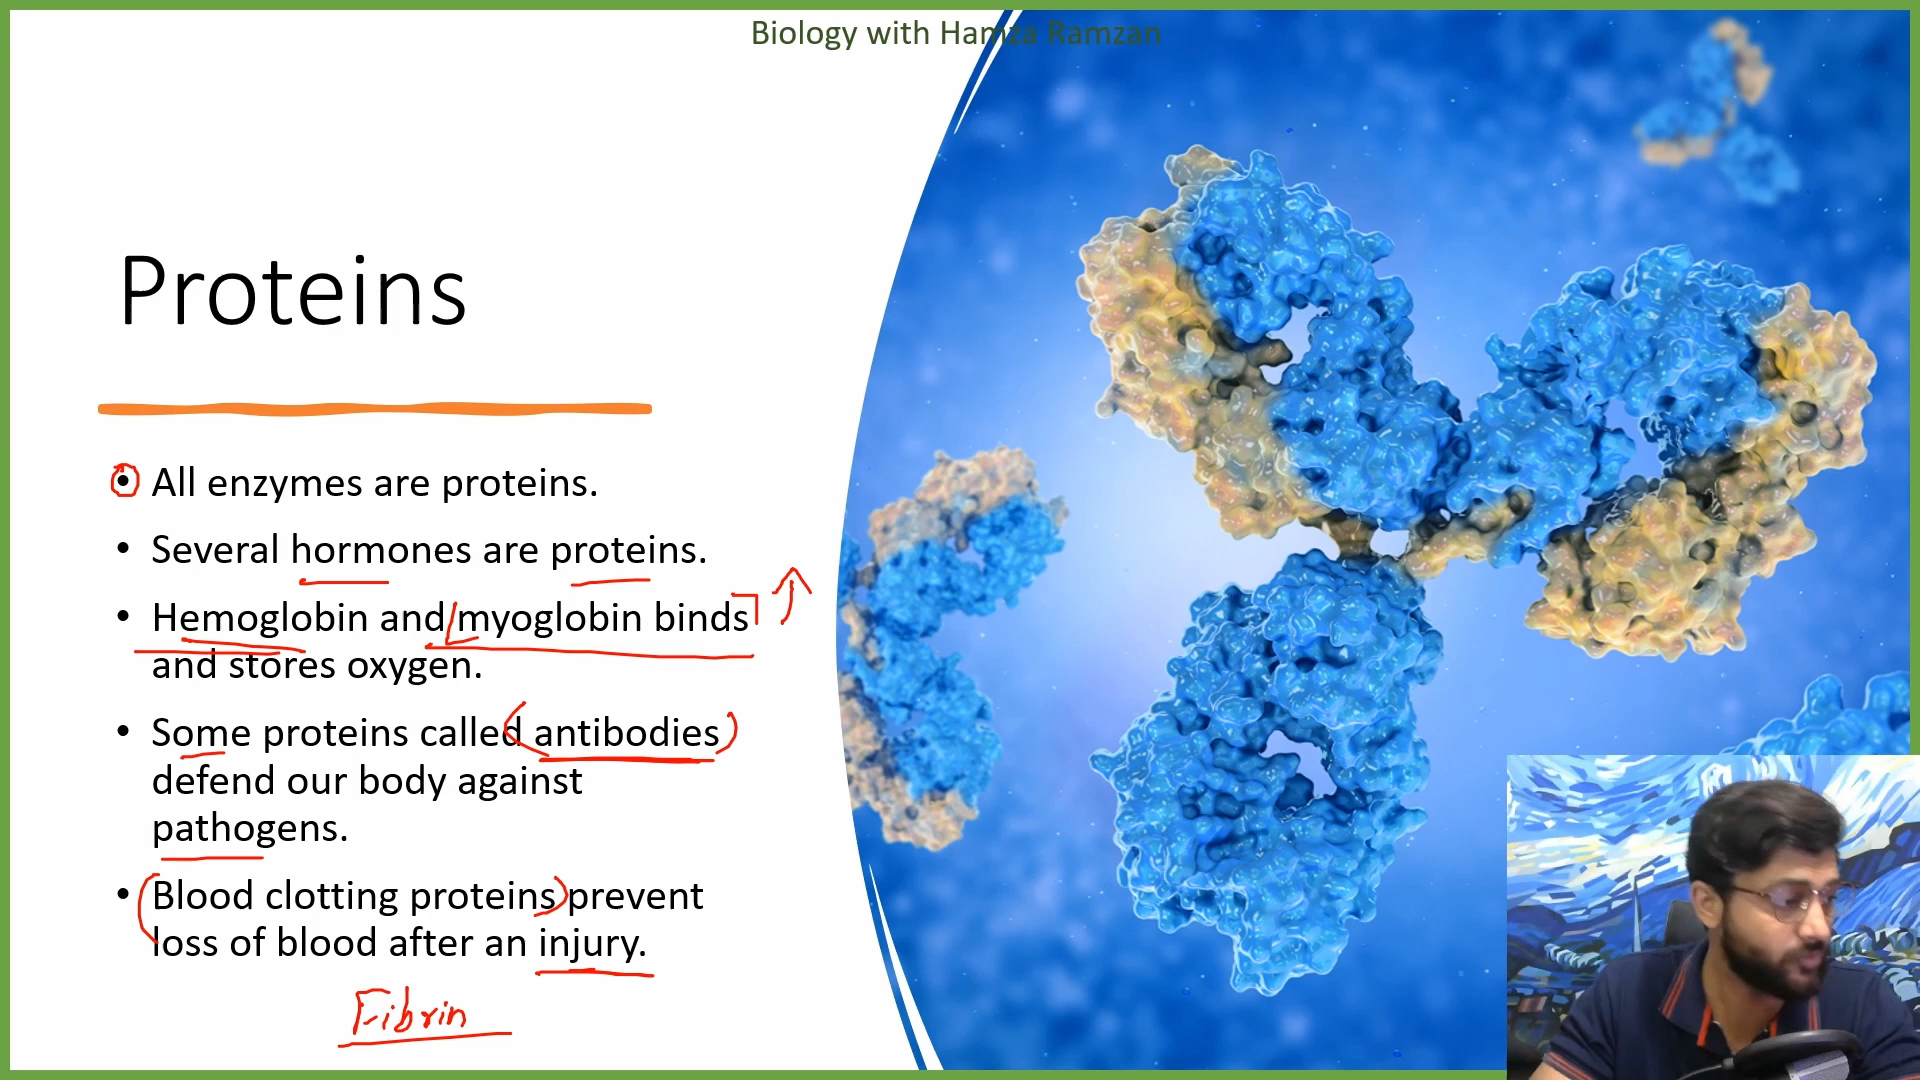 Biology with Hamza Ramzan
Proteins
• All enzymes are proteins.
• Several hormones are proteins.
• Hemoglobin and myoglobin binds
and stores oxygen.
• Some proteins called antibodies
defend our body against
pathogens.
• Blood clotting proteins prevent
loss of blood after an injury.
Fibrin